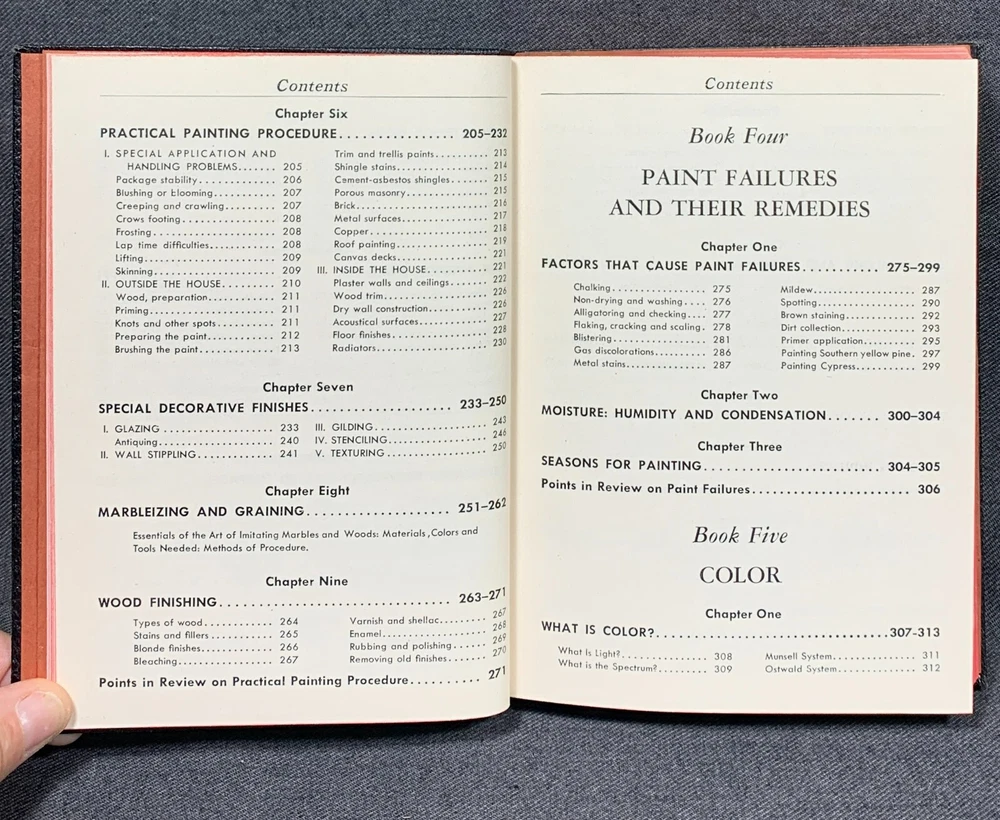 Contents
Chapter Six
PRACTICAL PAINTING PROCEDURE................ 205–232
I. SPECIAL APPLICATION AND
HANDLING PROBLEMS....... 205
Package stability.............. 206
Blushing or blooming.......... 207
Creeping and crawling......... 207
Crows footing................. 208
Frosting...................... 208
Lap time difficulties............ 208
Lifting........................ 209
Skinning...................... 209
II. OUTSIDE THE HOUSE.......... 210
Wood, preparation............. 211
Priming....................... 211
Knots and other spots.......... 211
Preparing the paint............ 212
Brushing the paint............. 213
Trim and trellis paints.......... 213
Shingle stains................. 214
Cement-asbestos shingles....... 215
Porous masonry............... 215
Brick......................... 216
Metal surfaces................ 217
Copper....................... 218
Roof painting................. 219
Canvas decks................. 221
III. INSIDE THE HOUSE............ 221
Plaster walls and ceilings........ 222
Wood trim.................... 226
Dry wall construction........... 226
Acoustical surfaces............. 227
Floor finishes.................. 228
Radiators..................... 230
Chapter Seven
SPECIAL DECORATIVE FINISHES.................... 233–250
I. GLAZING .................... 233
Antiquing..................... 240
II. WALL STIPPLING.............. 241
III. GILDING..................... 243
IV. STENCILING.................. 246
V. TEXTURING................... 250
Chapter Eight
MARBLEIZING AND GRAINING..................... 251–262
Essentials of the Art of Imitating Marbles and Woods: Materials, Colors and
Tools Needed: Methods of Procedure.
Chapter Nine
WOOD FINISHING................................. 263–271
Types of wood................ 264
Stains and fillers .............. 265
Blonde finishes................ 266
Bleaching..................... 267
Varnish and shellac............ 267
Enamel....................... 268
Rubbing and polishing......... 269
Removing old finishes.......... 270
Points in Review on Practical Painting Procedure.......... 271
Contents
Book Four
PAINT FAILURES
AND THEIR REMEDIES
Chapter One
FACTORS THAT CAUSE PAINT FAILURES........... 275–299
Chalking..................... 275
Non-drying and washing.... 276
Alligatoring and checking.... 277
Flaking, cracking and scaling. 278
Blistering.................... 281
Gas discolorations........... 286
Metal stains................. 287
Mildew..................... 287
Spotting.................... 290
Brown staining.............. 292
Dirt collection............... 293
Primer application........... 295
Painting Southern yellow pine. 297
Painting Cypress............ 299
Chapter Two
MOISTURE: HUMIDITY AND CONDENSATION....... 300–304
Chapter Three
SEASONS FOR PAINTING......................... 304–305
Points in Review on Paint Failures........................ 306
Book Five
COLOR
Chapter One
WHAT IS COLOR?................................307-313
What Is Light?................ 308
What is the Spectrum?......... 309
Munsell System............... 311
Ostwald System.............. 312